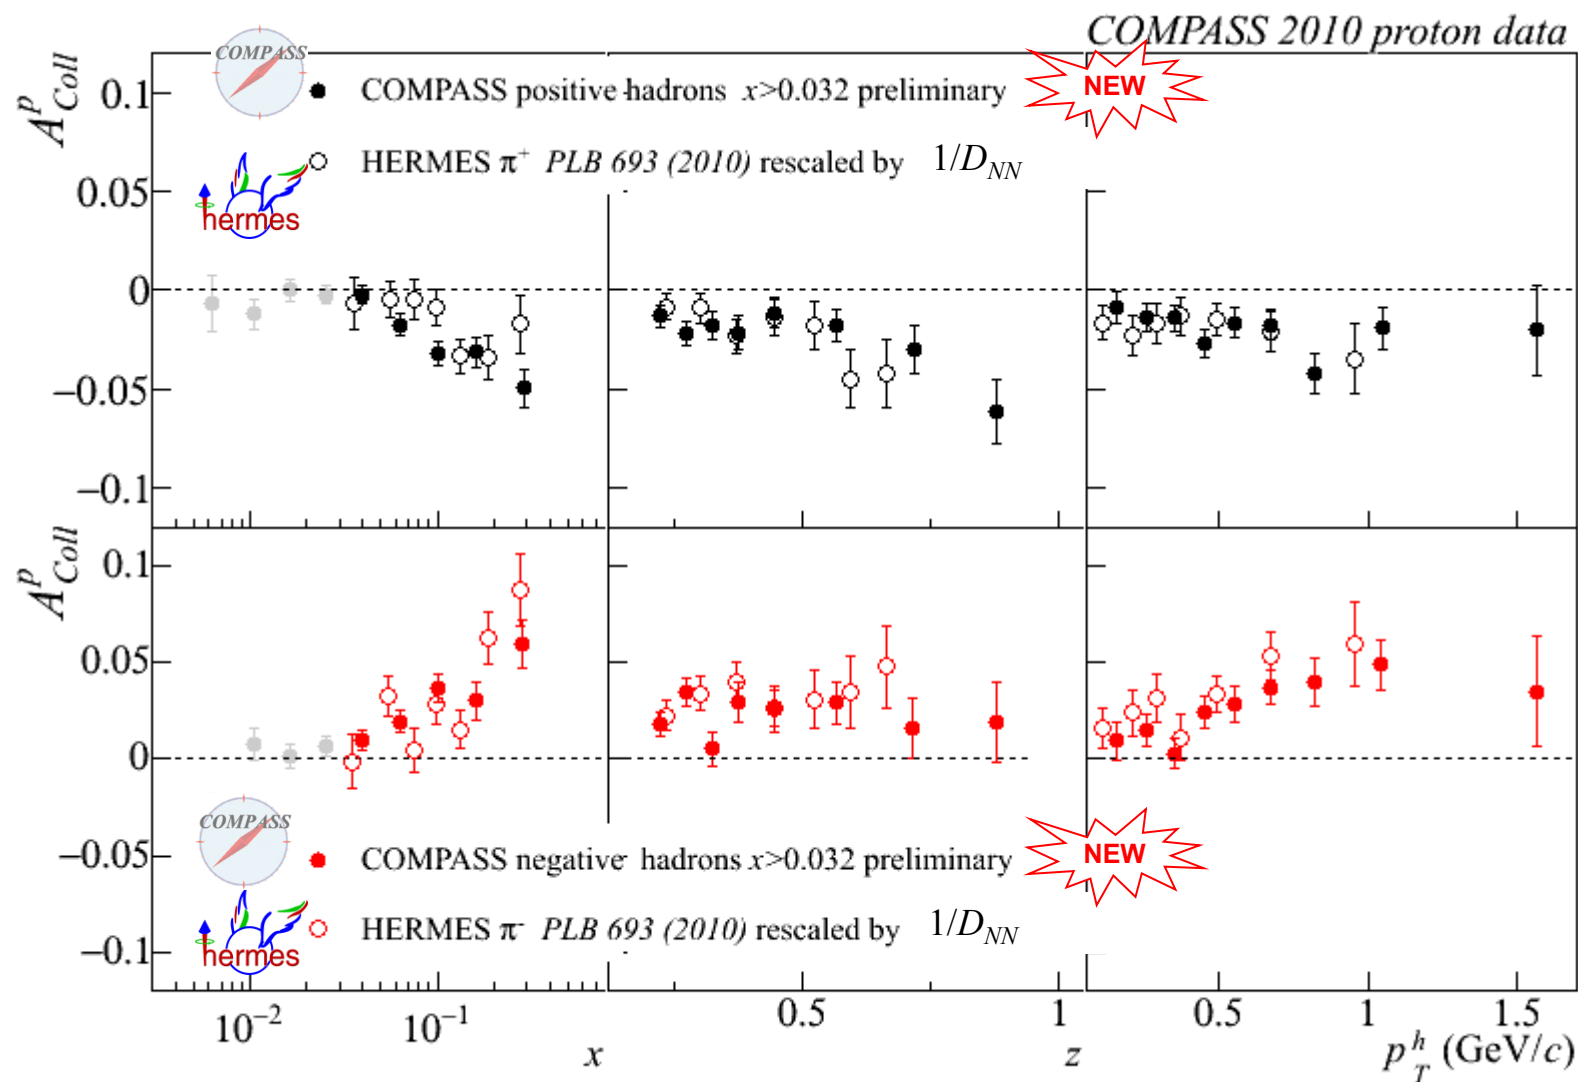 COMPASS 2010 proton data
COMPASS
COMPASS positive hadrons x>0.032 preliminary
NEW
HERMES π⁺ PLB 693 (2010) rescaled by 1/D_NN
hermes
A^p_Coll
0.1
0.05
0
−0.05
−0.1
A^p_Coll
0.1
0.05
0
−0.05
−0.1
COMPASS
COMPASS negative hadrons x>0.032 preliminary
NEW
HERMES π⁻ PLB 693 (2010) rescaled by 1/D_NN
hermes
10⁻² 10⁻¹ 0.5 1 0.5 1 1.5
x z p_T^h (GeV/c)